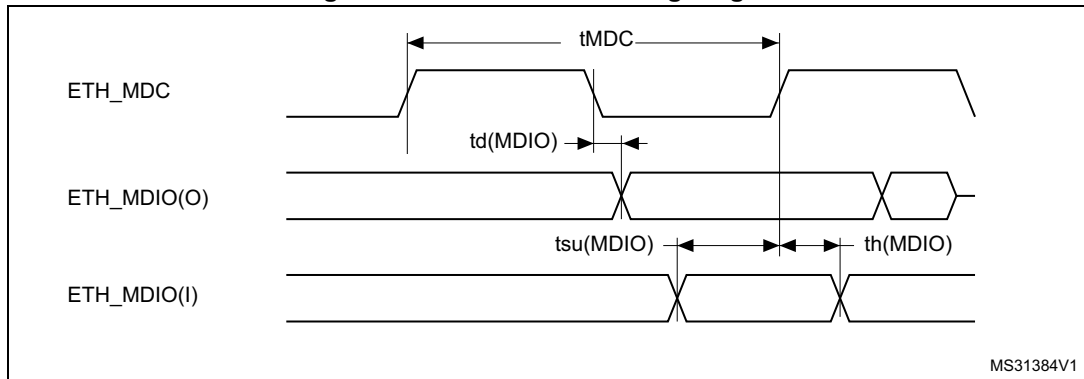 tMDC
ETH_MDC
td(MDIO)
ETH_MDIO(O)
tsu(MDIO)
th(MDIO)
ETH_MDIO(I)
MS31384V1